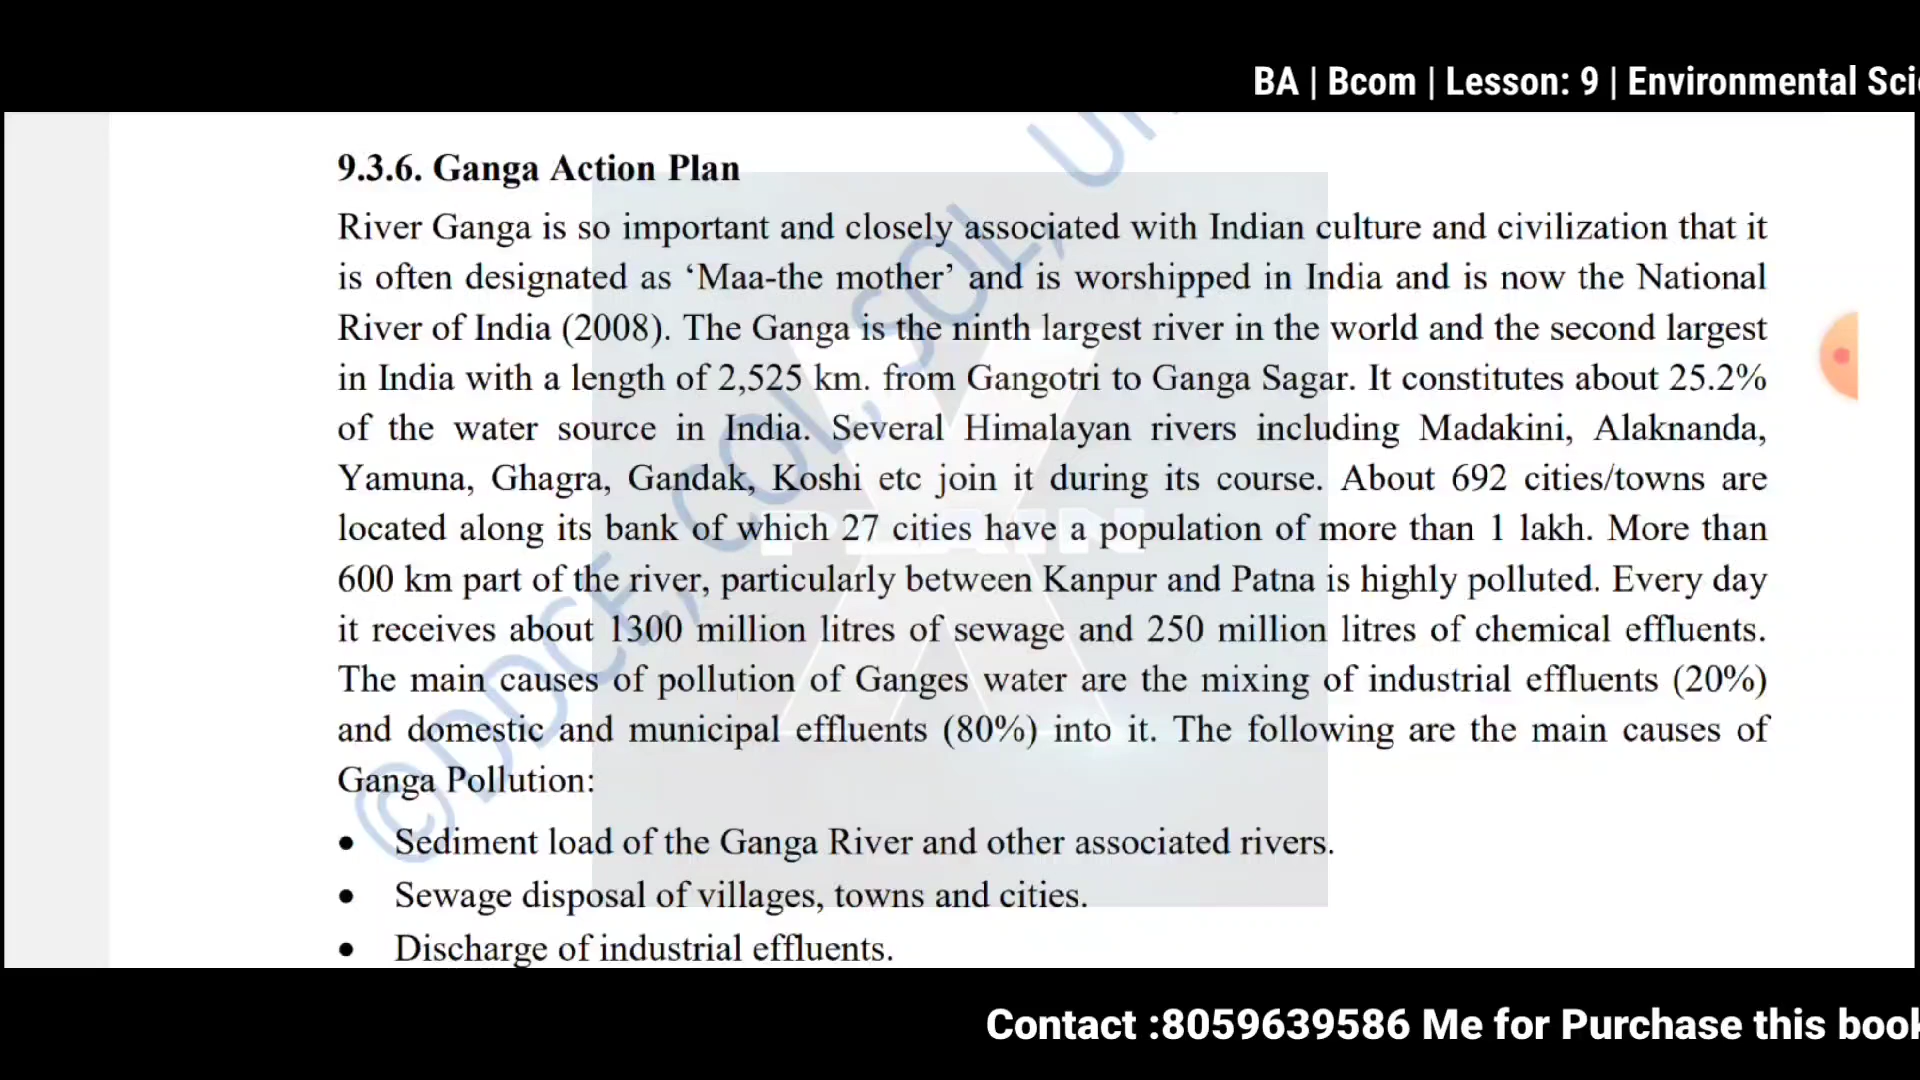 BA | Bcom | Lesson: 9 | Environmental Sci
9.3.6. Ganga Action Plan
River Ganga is so important and closely associated with Indian culture and civilization that it
is often designated as ‘Maa-the mother’ and is worshipped in India and is now the National
River of India (2008). The Ganga is the ninth largest river in the world and the second largest
in India with a length of 2,525 km. from Gangotri to Ganga Sagar. It constitutes about 25.2%
of the water source in India. Several Himalayan rivers including Madakini, Alaknanda,
Yamuna, Ghagra, Gandak, Koshi etc join it during its course. About 692 cities/towns are
located along its bank of which 27 cities have a population of more than 1 lakh. More than
600 km part of the river, particularly between Kanpur and Patna is highly polluted. Every day
it receives about 1300 million litres of sewage and 250 million litres of chemical effluents.
The main causes of pollution of Ganges water are the mixing of industrial effluents (20%)
and domestic and municipal effluents (80%) into it. The following are the main causes of
Ganga Pollution:
• Sediment load of the Ganga River and other associated rivers.
• Sewage disposal of villages, towns and cities.
• Discharge of industrial effluents.
©DDCE, COL, SOL,
PLAIN
Contact :8059639586 Me for Purchase this book